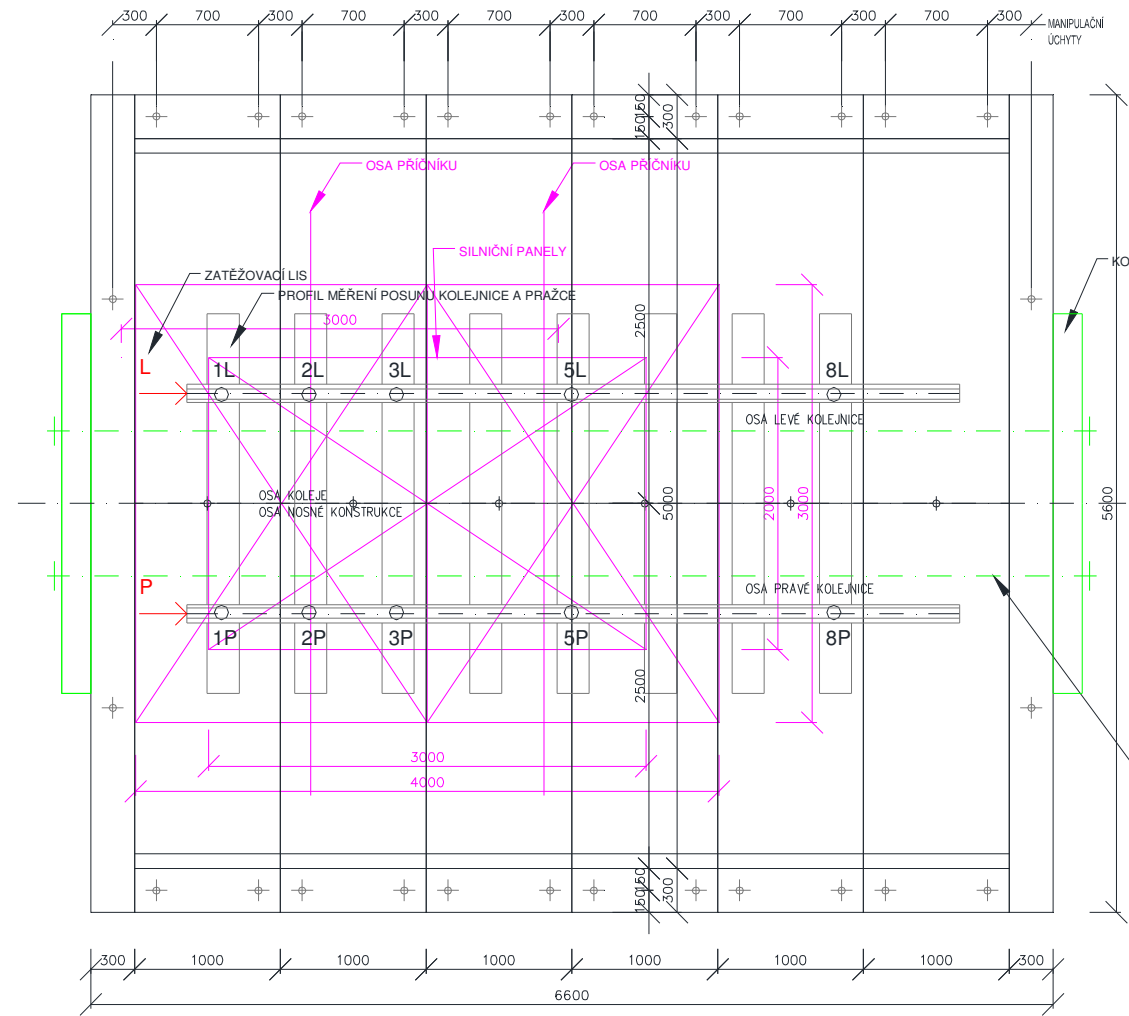 300 700 300 700 300 700 300 700 300 700 300 700 300
MANIPULAČNÍ
ÚCHYTY
150
150
300
OSA PŘÍČNÍKU
OSA PŘÍČNÍKU
SILNIČNÍ PANELY
KO
ZATĚŽOVACÍ LIS
PROFIL MĚŘENÍ POSUNŮ KOLEJNICE A PRAŽCE
3000
2500
L
1L 2L 3L 5L 8L
OSA LEVÉ KOLEJNICE
OSA KOLEJE
OSA NOSNÉ KONSTRUKCE
5000
2000
3000
5600
P
OSA PRAVÉ KOLEJNICE
1P 2P 3P 5P 8P
2500
3000
4000
150
150
300
300 1000 1000 1000 1000 1000 1000 300
6600